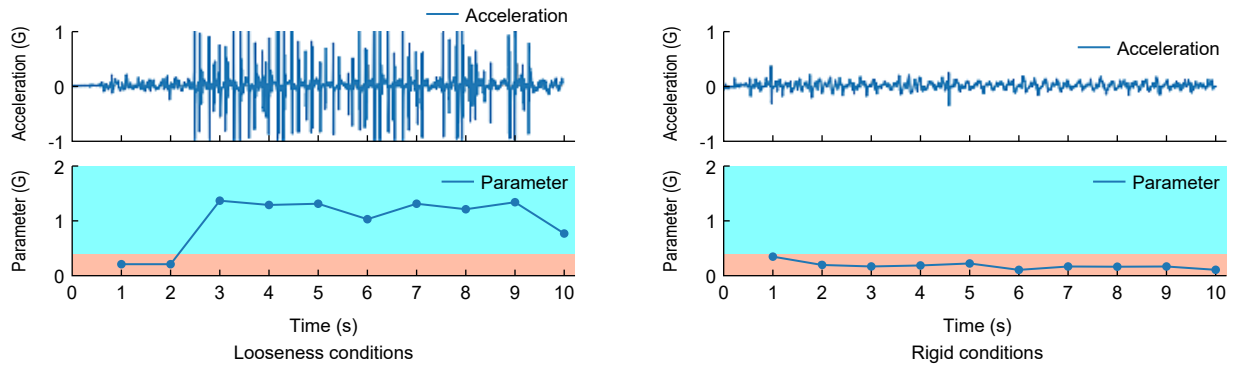 Acceleration
Acceleration (G)
1
0
-1
Parameter
Parameter (G)
2
1
0
0 1 2 3 4 5 6 7 8 9 10
Time (s)
Looseness conditions
Acceleration
Acceleration (G)
1
0
-1
Parameter
Parameter (G)
2
1
0
0 1 2 3 4 5 6 7 8 9 10
Time (s)
Rigid conditions